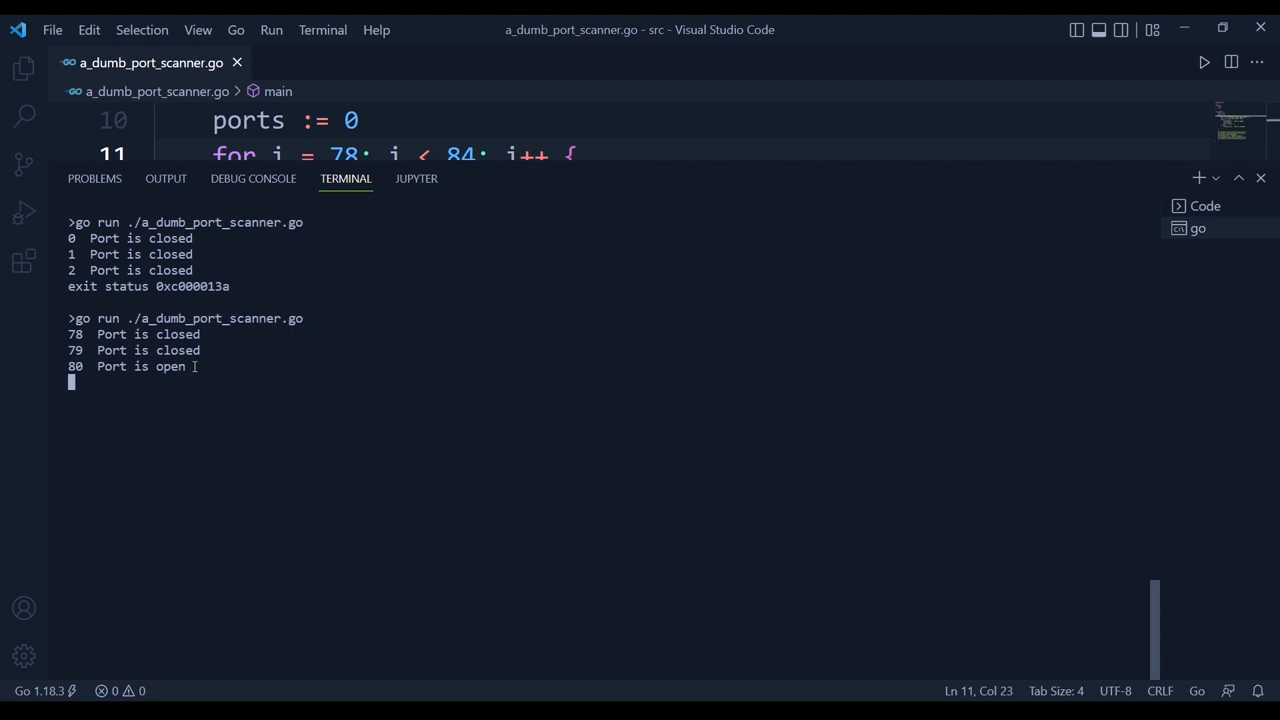 File Edit Selection View Go Run Terminal Help a_dumb_port_scanner.go - src - Visual Studio Code
a_dumb_port_scanner.go
a_dumb_port_scanner.go > main
10 ports := 0
11 for i = 78; i < 84; i++ {
PROBLEMS OUTPUT DEBUG CONSOLE TERMINAL JUPYTER
>go run ./a_dumb_port_scanner.go
0 Port is closed
1 Port is closed
2 Port is closed
exit status 0xc000013a
>go run ./a_dumb_port_scanner.go
78 Port is closed
79 Port is closed
80 Port is open
Code
go
Go 1.18.3 0 0 Ln 11, Col 23 Tab Size: 4 UTF-8 CRLF Go